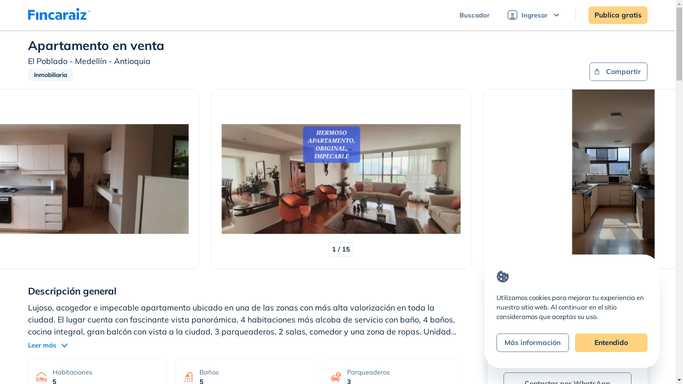 Fincaraiz
Buscador
Ingresar
Publica gratis
Apartamento en venta
El Poblado - Medellín - Antioquia
Inmobiliaria
Compartir
HERMOSO
APARTAMENTO,
ORIGINAL,
IMPECABLE
1 / 15
Descripción general
Lujoso, acogedor e impecable apartamento ubicado en una de las zonas con más alta valorización en toda la
ciudad. El lugar cuenta con fascinante vista panorámica, 4 habitaciones más alcoba de servicio con baño, 4 baños,
cocina integral, gran balcón con vista a la ciudad, 3 parqueaderos, 2 salas, comedor y una zona de ropas. Unidad...
Leer más
Habitaciones
5
Baños
5
Parqueaderos
3
Utilizamos cookies para mejorar tu experiencia en
nuestro sitio web. Al continuar en el sitio
consideramos que aceptas su uso.
Más información
Entendido
Contactar por WhatsApp